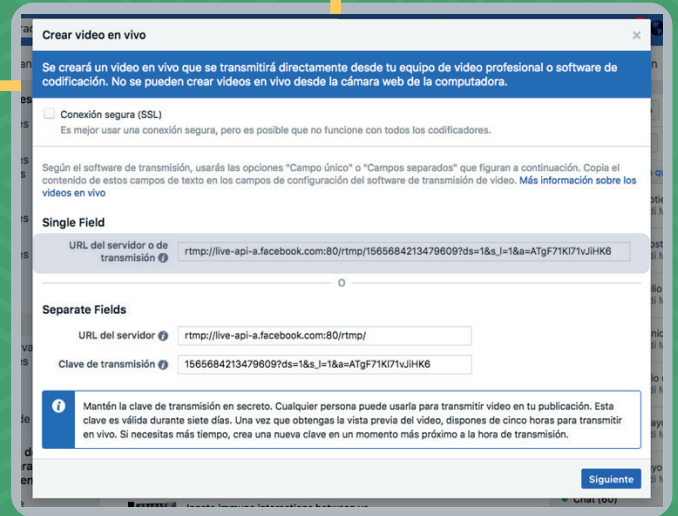 Crear video en vivo
×
Se creará un video en vivo que se transmitirá directamente desde tu equipo de video profesional o software de
codificación. No se pueden crear videos en vivo desde la cámara web de la computadora.
Conexión segura (SSL)
Es mejor usar una conexión segura, pero es posible que no funcione con todos los codificadores.
Según el software de transmisión, usarás las opciones "Campo único" o "Campos separados" que figuran a continuación. Copia el
contenido de estos campos de texto en los campos de configuración del software de transmisión de video. Más información sobre los
videos en vivo
Single Field
URL del servidor o de
transmisión
rtmp://live-api-a.facebook.com:80/rtmp/1565684213479609?ds=1&s_l=1&a=ATgF71KI71vJiHK6
O
Separate Fields
URL del servidor
rtmp://live-api-a.facebook.com:80/rtmp/
Clave de transmisión
1565684213479609?ds=1&s_l=1&a=ATgF71KI71vJiHK6
Mantén la clave de transmisión en secreto. Cualquier persona puede usarla para transmitir video en tu publicación. Esta
clave es válida durante siete días. Una vez que obtengas la vista previa del video, dispones de cinco horas para transmitir
en vivo. Si necesitas más tiempo, crea una nueva clave en un momento más próximo a la hora de transmisión.
Siguiente
Chat (60)